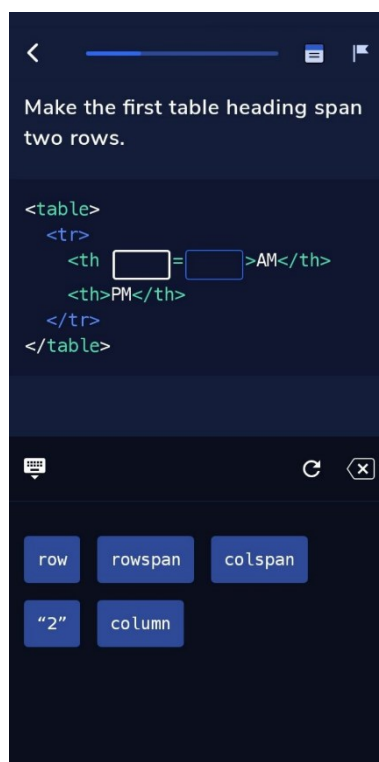 Make the first table heading span
two rows.
<table>
<tr>
<th =>AM</th>
<th>PM</th>
</tr>
</table>
row rowspan colspan
“2” column